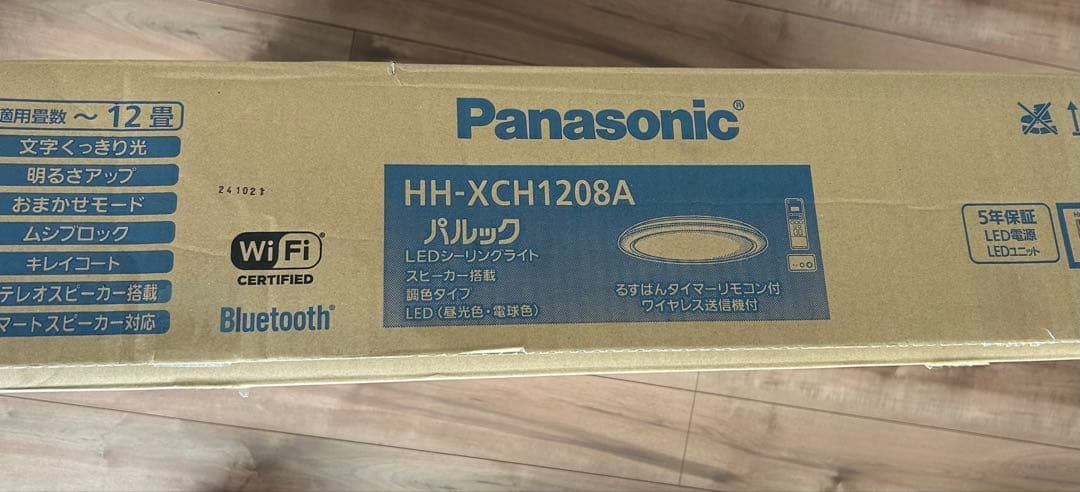 適用畳数 ～12畳
文字くっきり光
明るさアップ
おまかせモード
ムシブロック
キレイコート
テレオスピーカー搭載
マートスピーカー対応
Wi Fi
CERTIFIED
Bluetooth®
Panasonic®
HH-XCH1208A
パルック
LEDシーリングライト
スピーカー搭載
調色タイプ
LED（昼光色・電球色）
るすばんタイマーリモコン付
ワイヤレス送信機付
5年保証
LED電源
LEDユニット